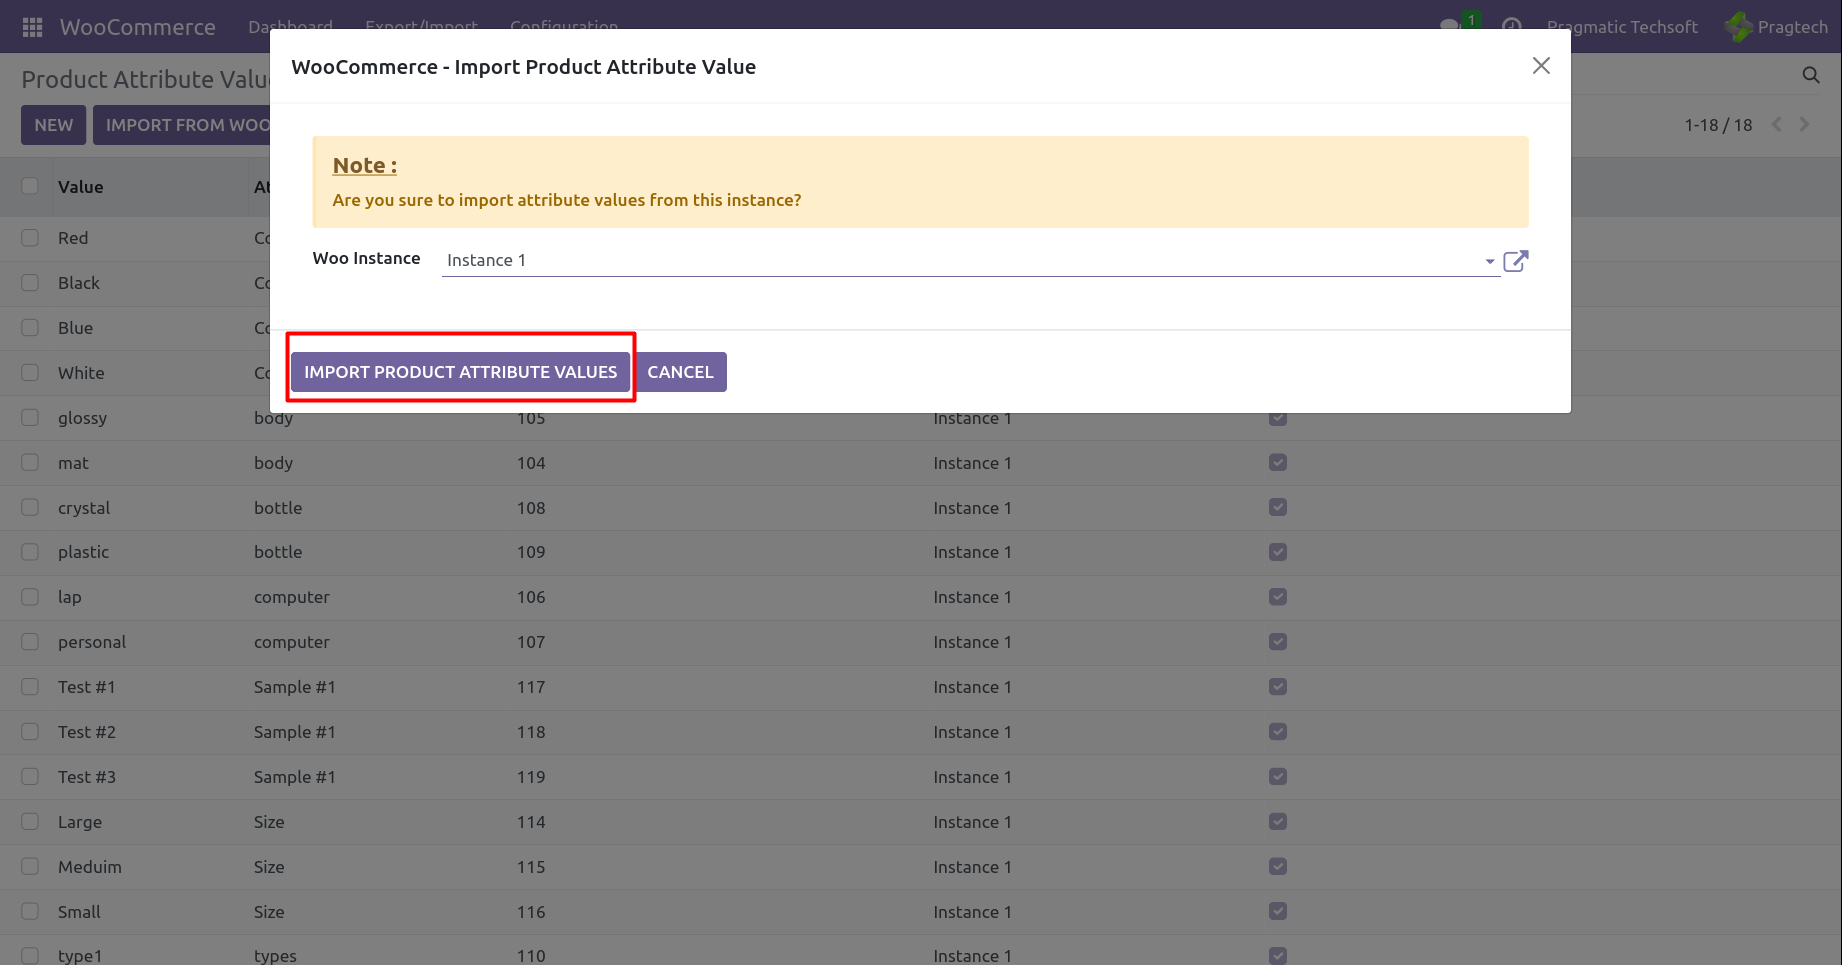 WooCommerce Dashboard Export/Import Configuration 1 Pragmatic Techsoft Pragtech
WooCommerce - Import Product Attribute Value
Product Attribute Valu
NEW IMPORT FROM WOO 1-18 / 18
Note :
Are you sure to import attribute values from this instance?
Value At
Red Co
Woo Instance Instance 1
Black Co
Blue Co
IMPORT PRODUCT ATTRIBUTE VALUES CANCEL
White Co
glossy body 105 Instance 1
mat body 104 Instance 1
crystal bottle 108 Instance 1
plastic bottle 109 Instance 1
lap computer 106 Instance 1
personal computer 107 Instance 1
Test #1 Sample #1 117 Instance 1
Test #2 Sample #1 118 Instance 1
Test #3 Sample #1 119 Instance 1
Large Size 114 Instance 1
Meduim Size 115 Instance 1
Small Size 116 Instance 1
type1 types 110 Instance 1